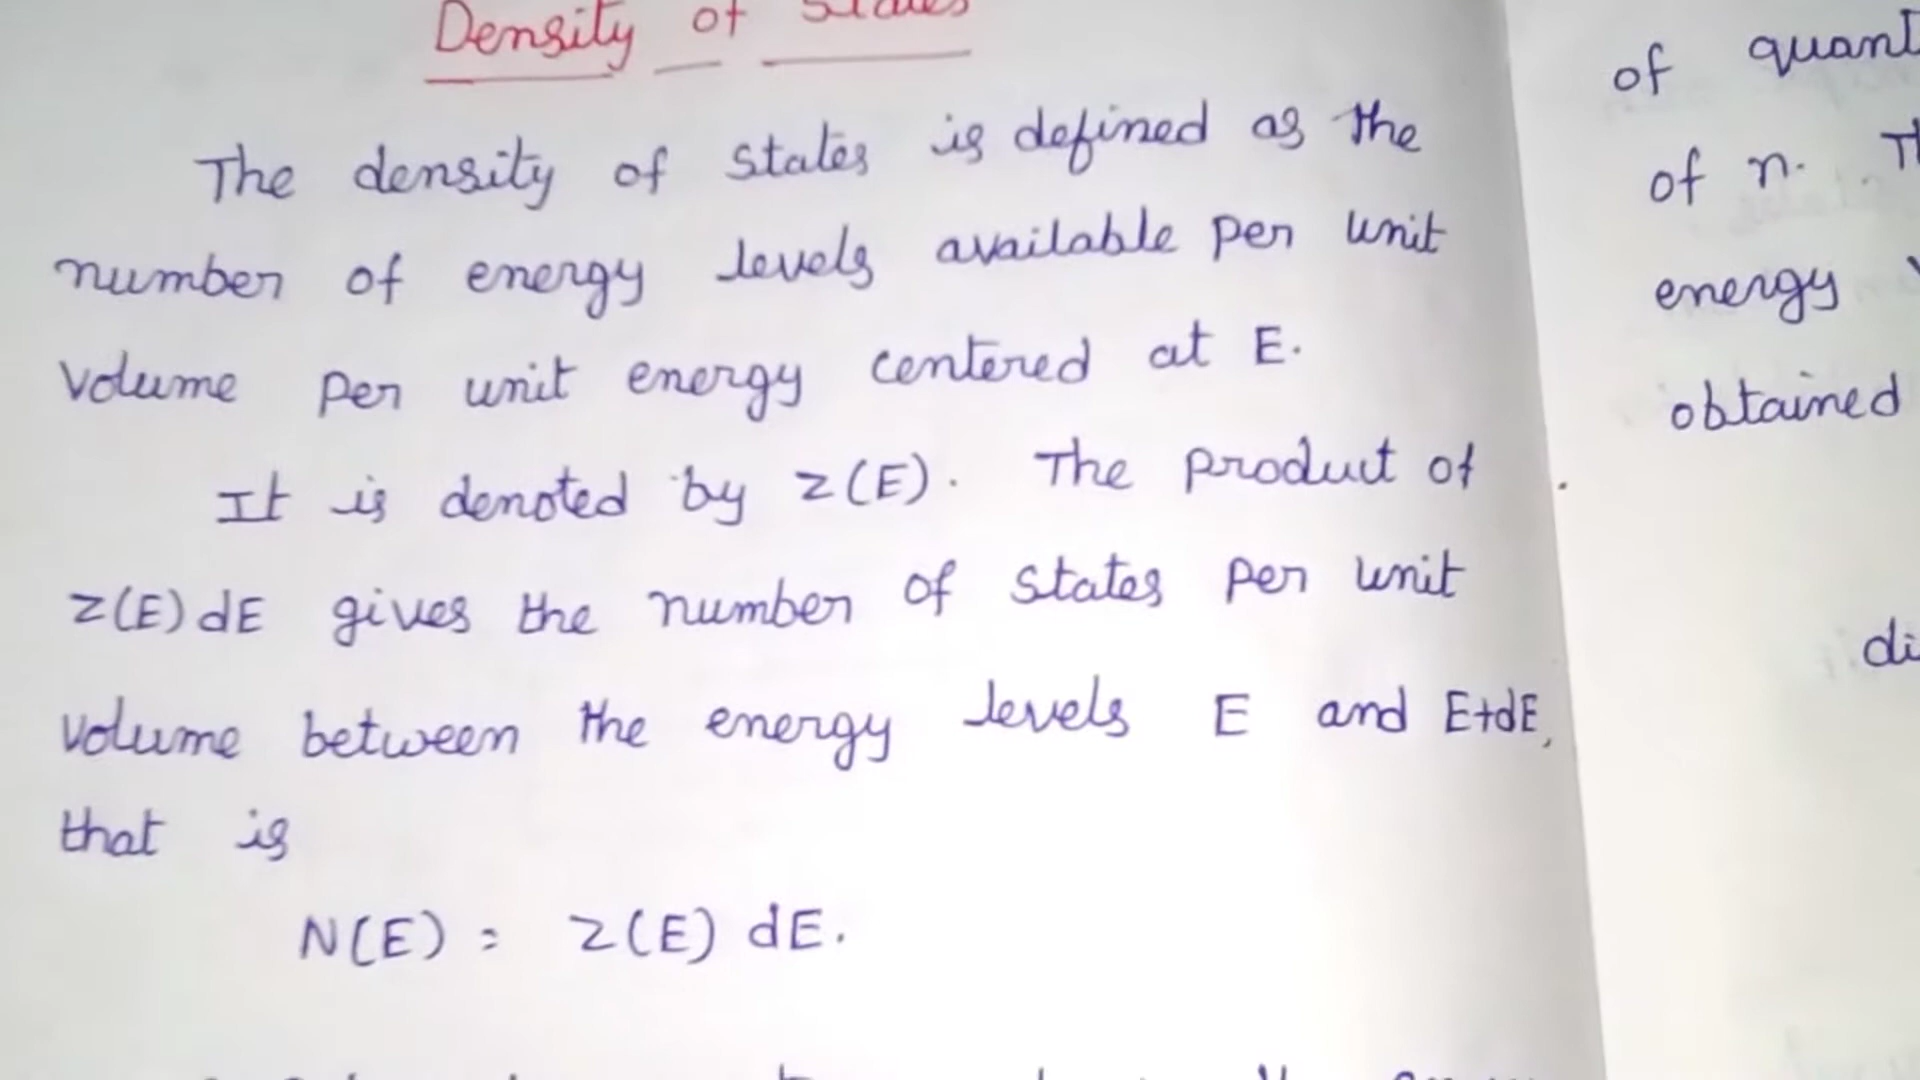 Density of States
The density of states is defined as the
number of energy levels available per unit
volume per unit energy centered at E.
It is denoted by Z(E). The product of
Z(E) dE gives the number of states per unit
volume between the energy levels E and E+dE,
that is
N(E) = Z(E) dE.
of
of n.
energy
obtained